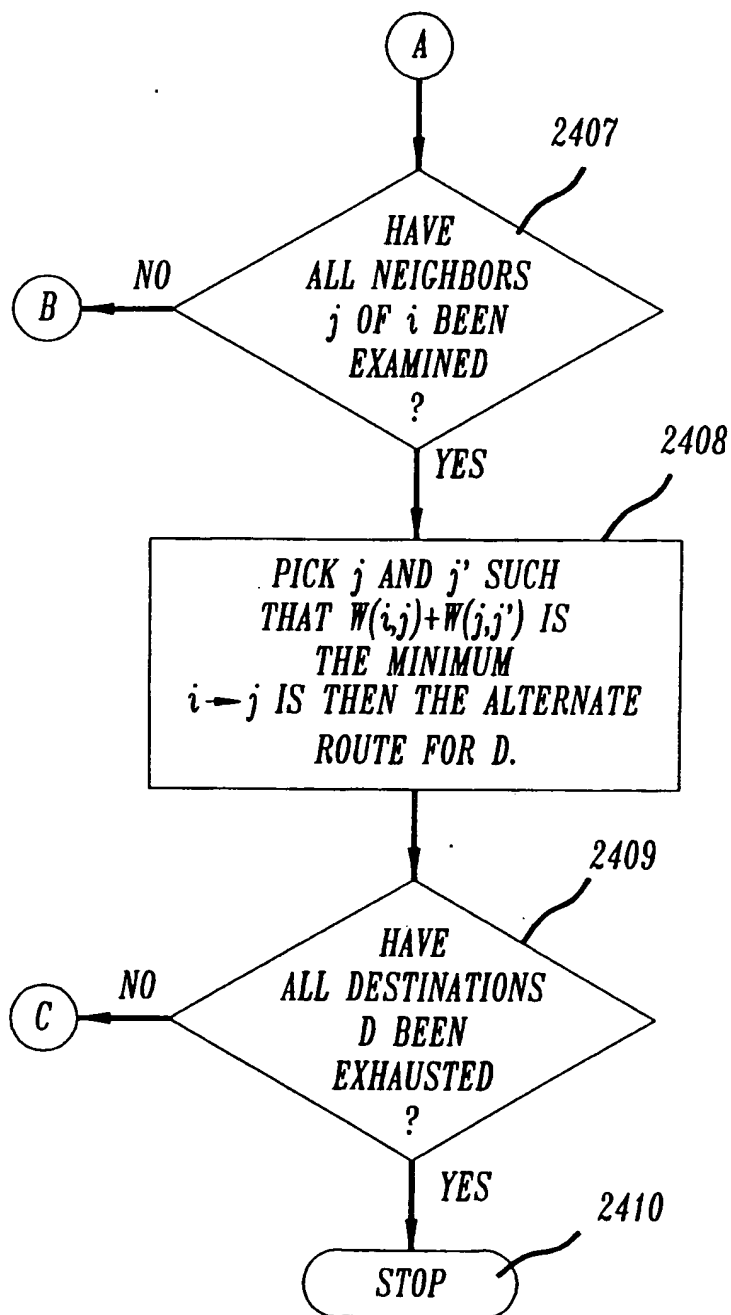 A
2407
HAVE
ALL NEIGHBORS
j OF i BEEN
EXAMINED
?
NO
B
YES
2408
PICK j AND j' SUCH
THAT W(i,j)+W(j,j') IS
THE MINIMUM
i→j IS THEN THE ALTERNATE
ROUTE FOR D.
2409
HAVE
ALL DESTINATIONS
D BEEN
EXHAUSTED
?
NO
C
YES
2410
STOP